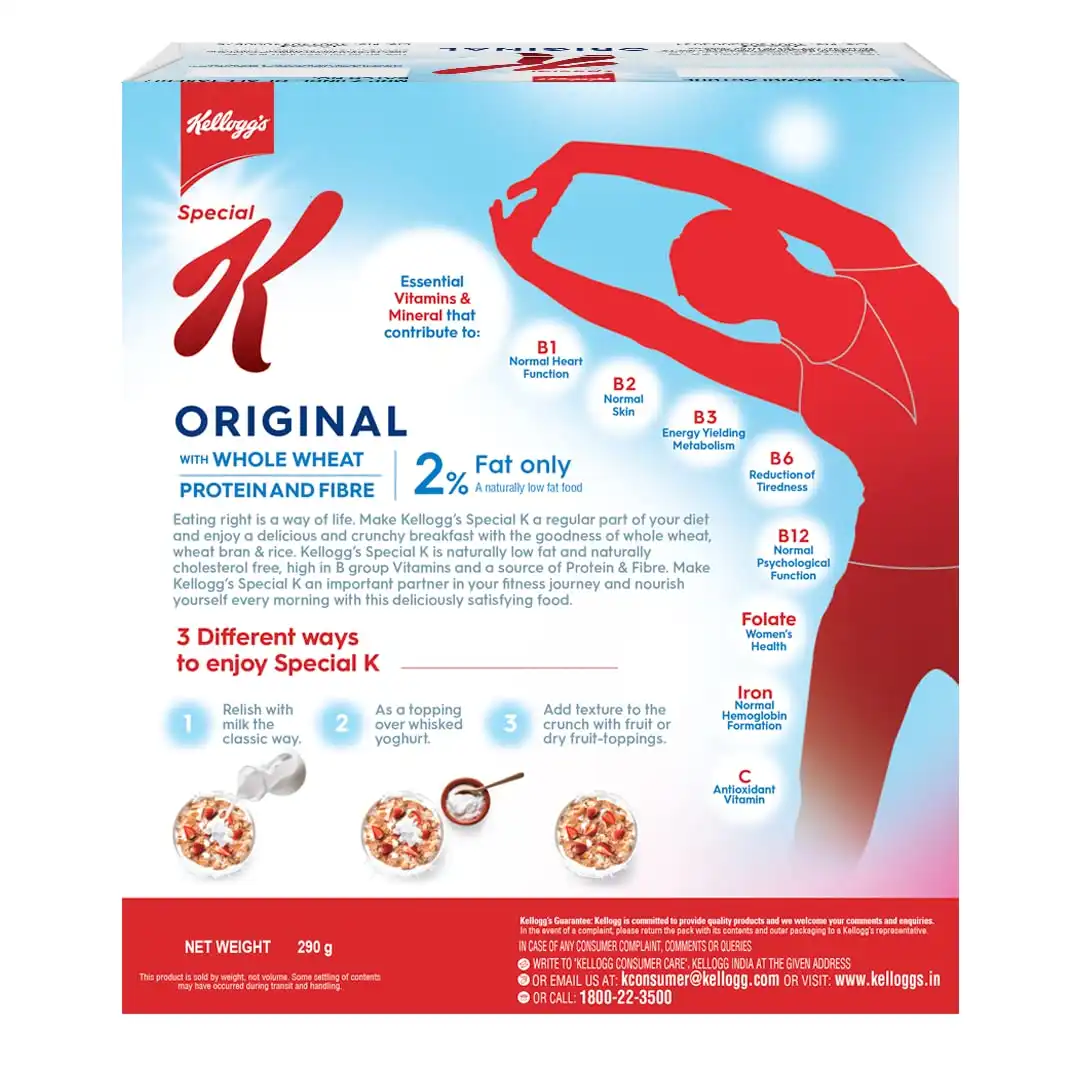 ORIGINAL
Kellogg's
Special
K
Essential
Vitamins &
Mineral that
contribute to:
B1
Normal Heart
Function
B2
Normal
Skin
B3
Energy Yielding
Metabolism
B6
Reduction of
Tiredness
B12
Normal
Psychological
Function
Folate
Women's
Health
Iron
Normal
Hemoglobin
Formation
C
Antioxidant
Vitamin
ORIGINAL
WITH WHOLE WHEAT
PROTEIN AND FIBRE
2% Fat only
A naturally low fat food
Eating right is a way of life. Make Kellogg's Special K a regular part of your diet
and enjoy a delicious and crunchy breakfast with the goodness of whole wheat,
wheat bran & rice. Kellogg's Special K is naturally low fat and naturally
cholesterol free, high in B group Vitamins and a source of Protein & Fibre. Make
Kellogg's Special K an important partner in your fitness journey and nourish
yourself every morning with this deliciously satisfying food.
3 Different ways
to enjoy Special K
1
Relish with
milk the
classic way.
2
As a topping
over whisked
yoghurt.
3
Add texture to the
crunch with fruit or
dry fruit-toppings.
NET WEIGHT 290 g
This product is sold by weight, not volume. Some settling of contents
may have occurred during transit and handling.
Kellogg's Guarantee: Kellogg is committed to provide quality products and we welcome your comments and enquiries.
In the event of a complaint, please return the pack with its contents and outer packaging to a Kellogg's representative.
IN CASE OF ANY CONSUMER COMPLAINT, COMMENTS OR QUERIES
WRITE TO 'KELLOGG CONSUMER CARE', KELLOGG INDIA AT THE GIVEN ADDRESS
OR EMAIL US AT: kconsumer@kellogg.com OR VISIT: www.kelloggs.in
OR CALL: 1800-22-3500